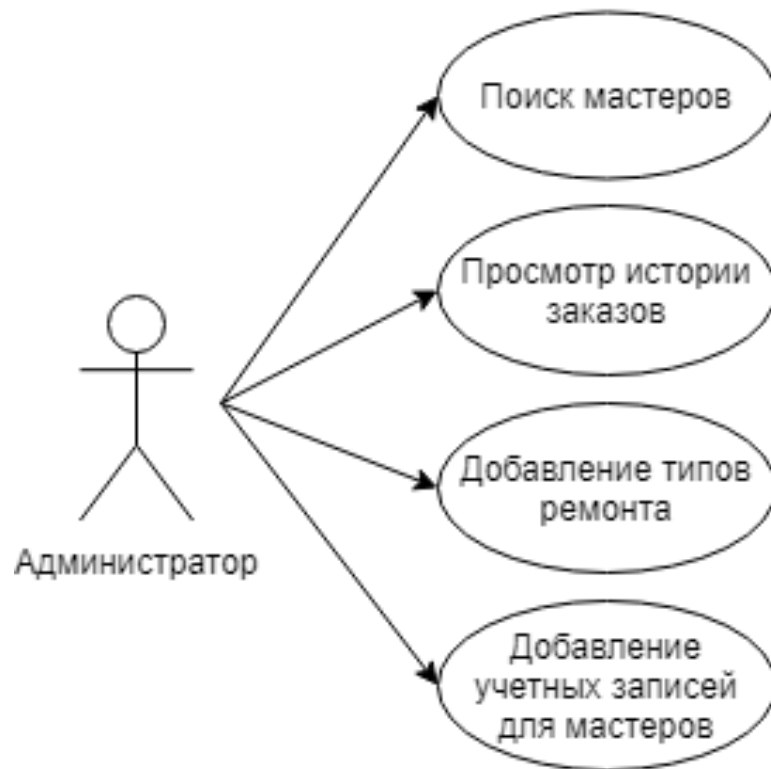 Поиск мастеров
Просмотр истории
заказов
Добавление типов
ремонта
Администратор
Добавление
учетных записей
для мастеров